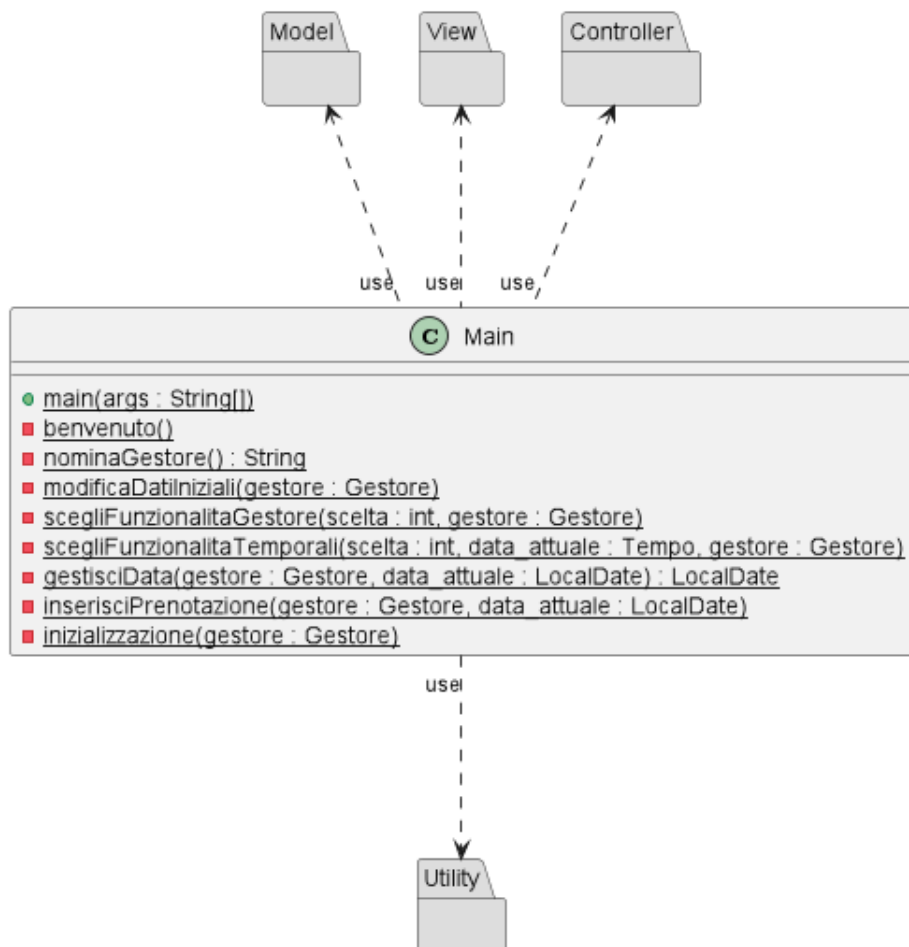 Model
View
Controller
use
use
use
C
Main
main(args : String[])
benvenuto()
nominaGestore() : String
modificaDatiIniziali(gestore : Gestore)
scegliFunzionalitaGestore(scelta : int, gestore : Gestore)
scegliFunzionalitaTemporali(scelta : int, data_attuale : Tempo, gestore : Gestore)
gestisciData(gestore : Gestore, data_attuale : LocalDate) : LocalDate
inserisciPrenotazione(gestore : Gestore, data_attuale : LocalDate)
inizializzazione(gestore : Gestore)
use
Utility